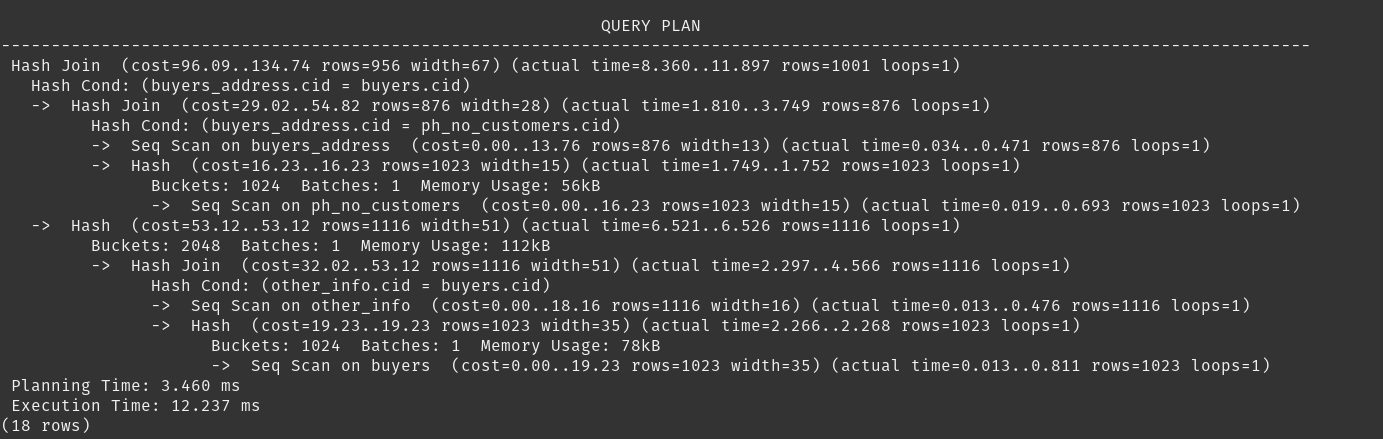 QUERY PLAN
-----------------------------------------------------------------------------------------------------------------------------------
Hash Join  (cost=96.09..134.74 rows=956 width=67) (actual time=8.360..11.897 rows=1001 loops=1)
  Hash Cond: (buyers_address.cid = buyers.cid)
  ->  Hash Join  (cost=29.02..54.82 rows=876 width=28) (actual time=1.810..3.749 rows=876 loops=1)
        Hash Cond: (buyers_address.cid = ph_no_customers.cid)
        ->  Seq Scan on buyers_address  (cost=0.00..13.76 rows=876 width=13) (actual time=0.034..0.471 rows=876 loops=1)
        ->  Hash  (cost=16.23..16.23 rows=1023 width=15) (actual time=1.749..1.752 rows=1023 loops=1)
              Buckets: 1024  Batches: 1  Memory Usage: 56kB
              ->  Seq Scan on ph_no_customers  (cost=0.00..16.23 rows=1023 width=15) (actual time=0.019..0.693 rows=1023 loops=1)
  ->  Hash  (cost=53.12..53.12 rows=1116 width=51) (actual time=6.521..6.526 rows=1116 loops=1)
        Buckets: 2048  Batches: 1  Memory Usage: 112kB
        ->  Hash Join  (cost=32.02..53.12 rows=1116 width=51) (actual time=2.297..4.566 rows=1116 loops=1)
              Hash Cond: (other_info.cid = buyers.cid)
              ->  Seq Scan on other_info  (cost=0.00..18.16 rows=1116 width=16) (actual time=0.013..0.476 rows=1116 loops=1)
              ->  Hash  (cost=19.23..19.23 rows=1023 width=35) (actual time=2.266..2.268 rows=1023 loops=1)
                    Buckets: 1024  Batches: 1  Memory Usage: 78kB
                    ->  Seq Scan on buyers  (cost=0.00..19.23 rows=1023 width=35) (actual time=0.013..0.811 rows=1023 loops=1)
Planning Time: 3.460 ms
Execution Time: 12.237 ms
(18 rows)